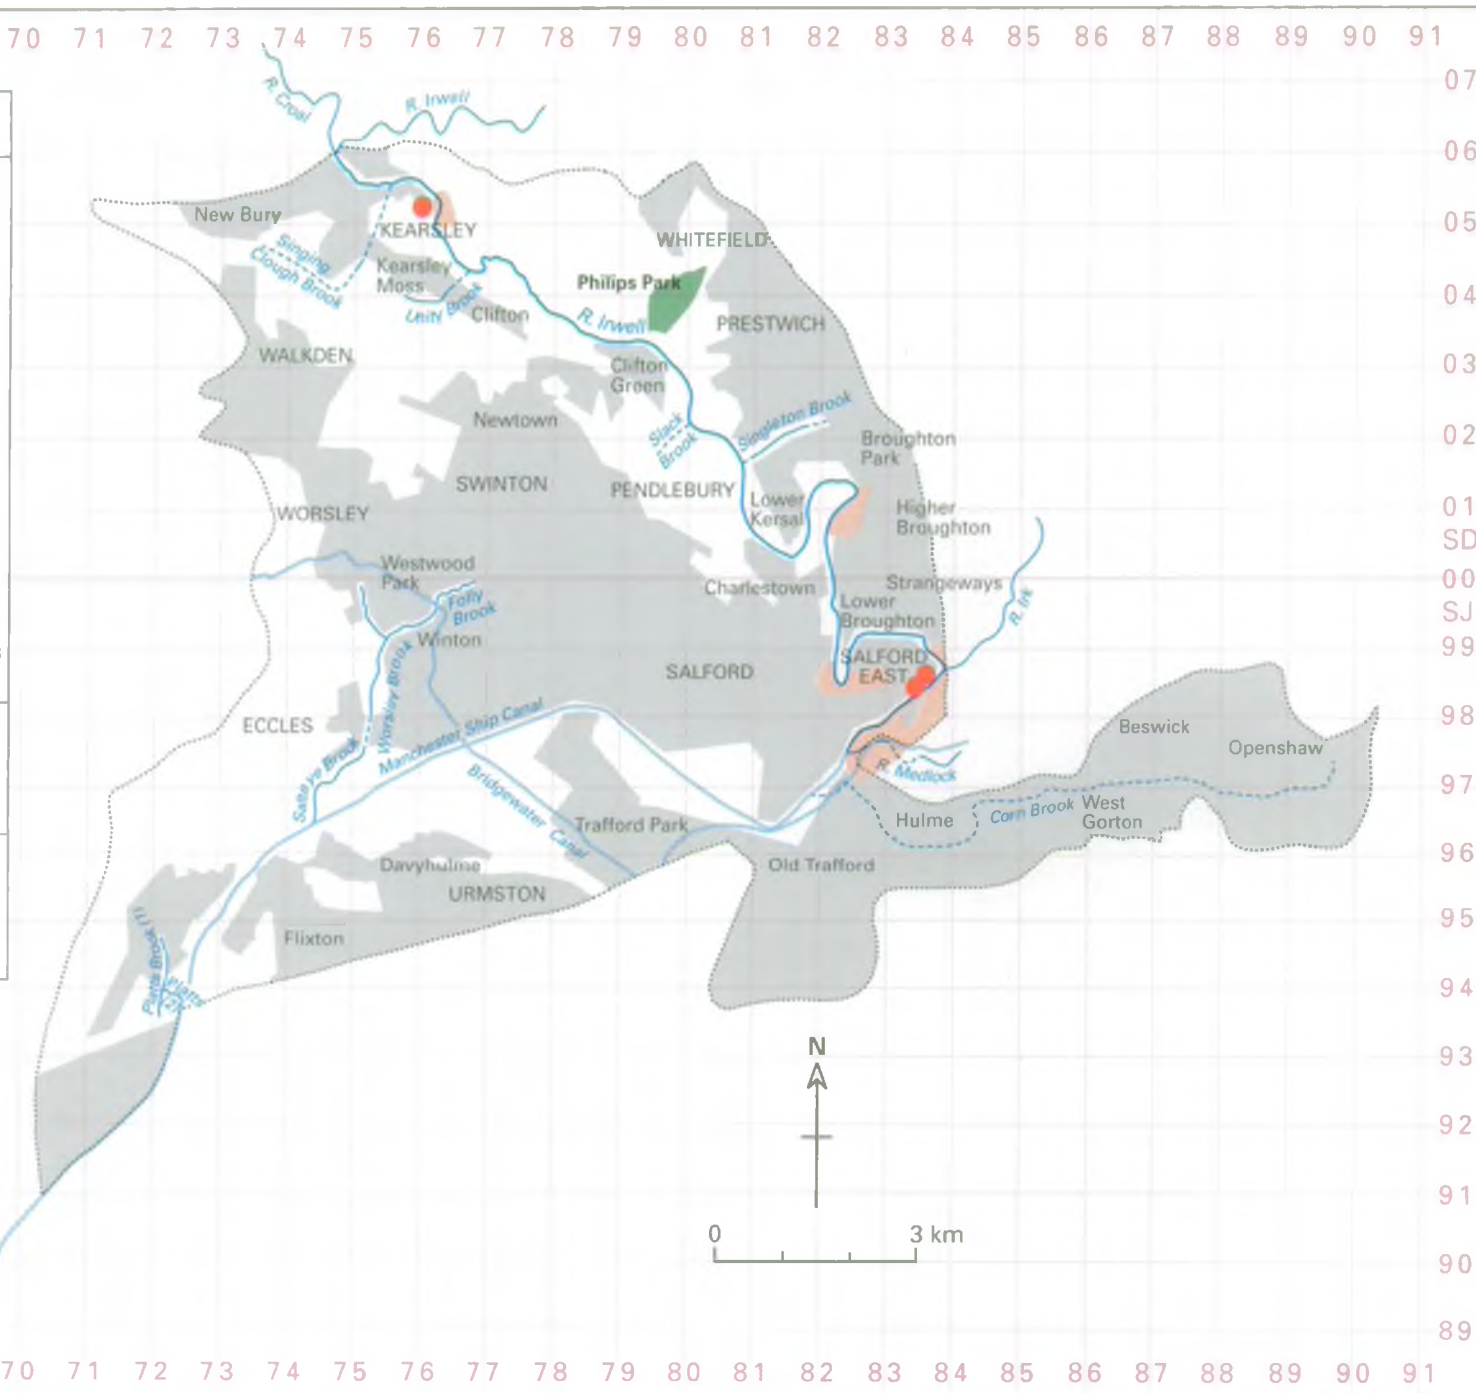 70 71 72 73 74 75 76 77 78 79 80 81 82 83 84 85 86 87 88 89 90 91
07
R. Croal
R. Irwell
06
New Bury
05
KEARSLEY
WHITEFIELD
Singing
Clough Brook
Kearsley
Moss
Philips Park
04
Unity Brook
Clifton
R. Irwell
PRESTWICH
WALKDEN
03
Clifton
Green
Newtown
Slack
Brook
Singleton Brook
02
Broughton
Park
SWINTON
PENDLEBURY
Lower
Kersal
01
WORSLEY
Higher
Broughton
SD
Westwood
Park
00
Charlestown
Strangeways
Folly
Brook
Lower
Broughton
R. Irk
SJ
Winton
99
SALFORD
SALFORD
EAST
Worsley Brook
98
ECCLES
Manchester Ship Canal
Beswick
Openshaw
Salteye Brook
Bridgewater Canal
R. Medlock
97
Trafford Park
Hulme
Corn Brook
West
Gorton
96
Davyhulme
Old Trafford
URMSTON
95
Flixton
Platts Brook (1)
Platts
(2)
94
N
93
92
91
0 3 km
90
89
70 71 72 73 74 75 76 77 78 79 80 81 82 83 84 85 86 87 88 89 90 91